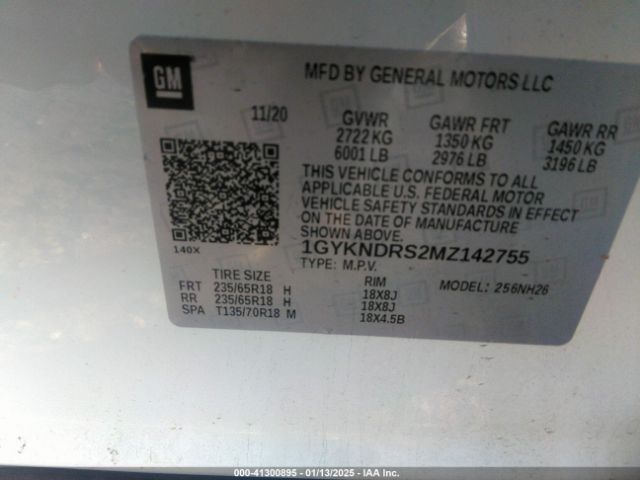 GM
MFD BY GENERAL MOTORS LLC
11/20
GVWR GAWR FRT GAWR RR
2722 KG 1350 KG 1450 KG
6001 LB 2976 LB 3196 LB
THIS VEHICLE CONFORMS TO ALL
APPLICABLE U.S. FEDERAL MOTOR
VEHICLE SAFETY STANDARDS IN EFFECT
ON THE DATE OF MANUFACTURE
SHOWN ABOVE.
140X
1GYKNDRS2MZ142755
TYPE: M.P.V.
MODEL: 256NH26
TIRE SIZE RIM
FRT 235/65R18 H 18X8J
RR 235/65R18 H 18X8J
SPA T135/70R18 M 18X4.5B
000-41300895 - 01/13/2025 - IAA Inc.